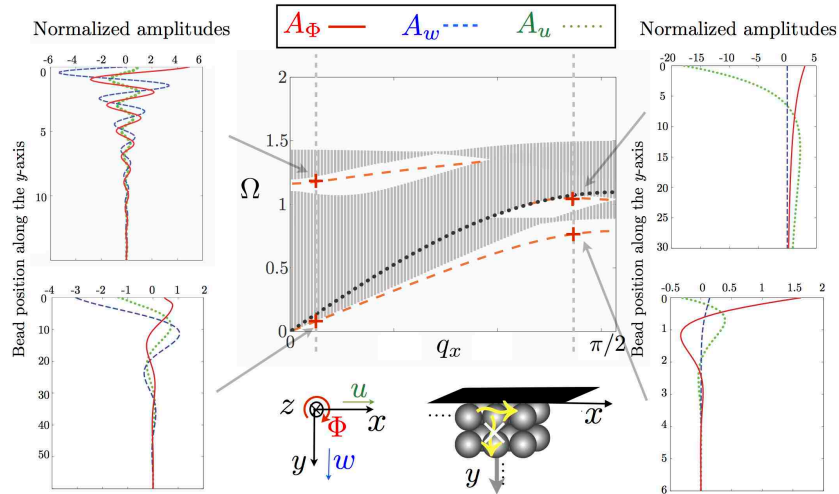 A_Φ A_w A_u
Normalized amplitudes
-6 -4 -2 0 2 4 6
0
5
10
Bead position along the y-axis
-4 -3 -2 -1 0 1 2
0
10
20
30
40
50
2
1.5
Ω
1
0.5
0
0 q_x π/2
Normalized amplitudes
-20 -15 -10 -5 0 5
0
5
10
15
20
25
30
Bead position along the y-axis
-0.5 0 0.5 1 1.5 2
0
1
2
3
4
5
6
u
z x
Φ
y w
x
y